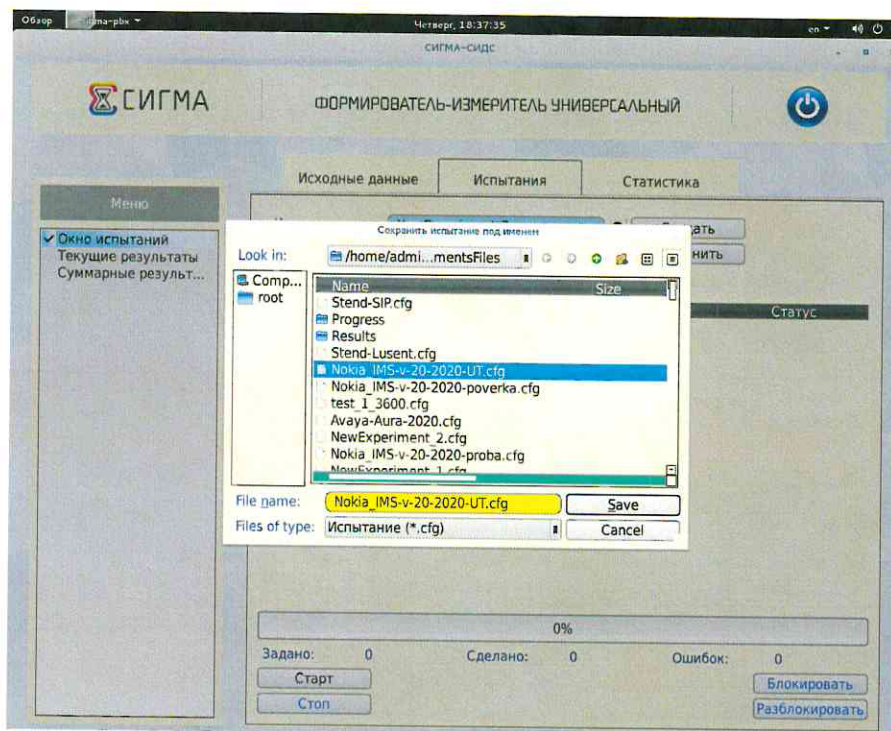 Обзор
Четверг, 18:37:35
en
СИГМА-СИДС
СИГМА
ФОРМИРОВАТЕЛЬ-ИЗМЕРИТЕЛЬ УНИВЕРСАЛЬНЫЙ
Исходные данные
Испытания
Статистика
Меню
Окно испытаний
Текущие результаты
Суммарные результ...
Сохранить испытание под именем
Look in:
/home/admi...mentsFiles
Comp...
root
Name
Size
Stend-SIP.cfg
Progress
Results
Stend-Lusent.cfg
Nokia_IMS-v-20-2020-UT.cfg
Nokia_IMS-v-20-2020-poverka.cfg
test_1_3600.cfg
Avaya-Aura-2020.cfg
NewExperiment_2.cfg
Nokia_IMS-v-20-2020-proba.cfg
NewExperiment_1.cfg
File name:
Nokia_IMS-v-20-2020-UT.cfg
Save
Files of type:
Испытание (*.cfg)
Cancel
Статус
0%
Задано:
0
Сделано:
0
Ошибок:
0
Старт
Стоп
Блокировать
Разблокировать